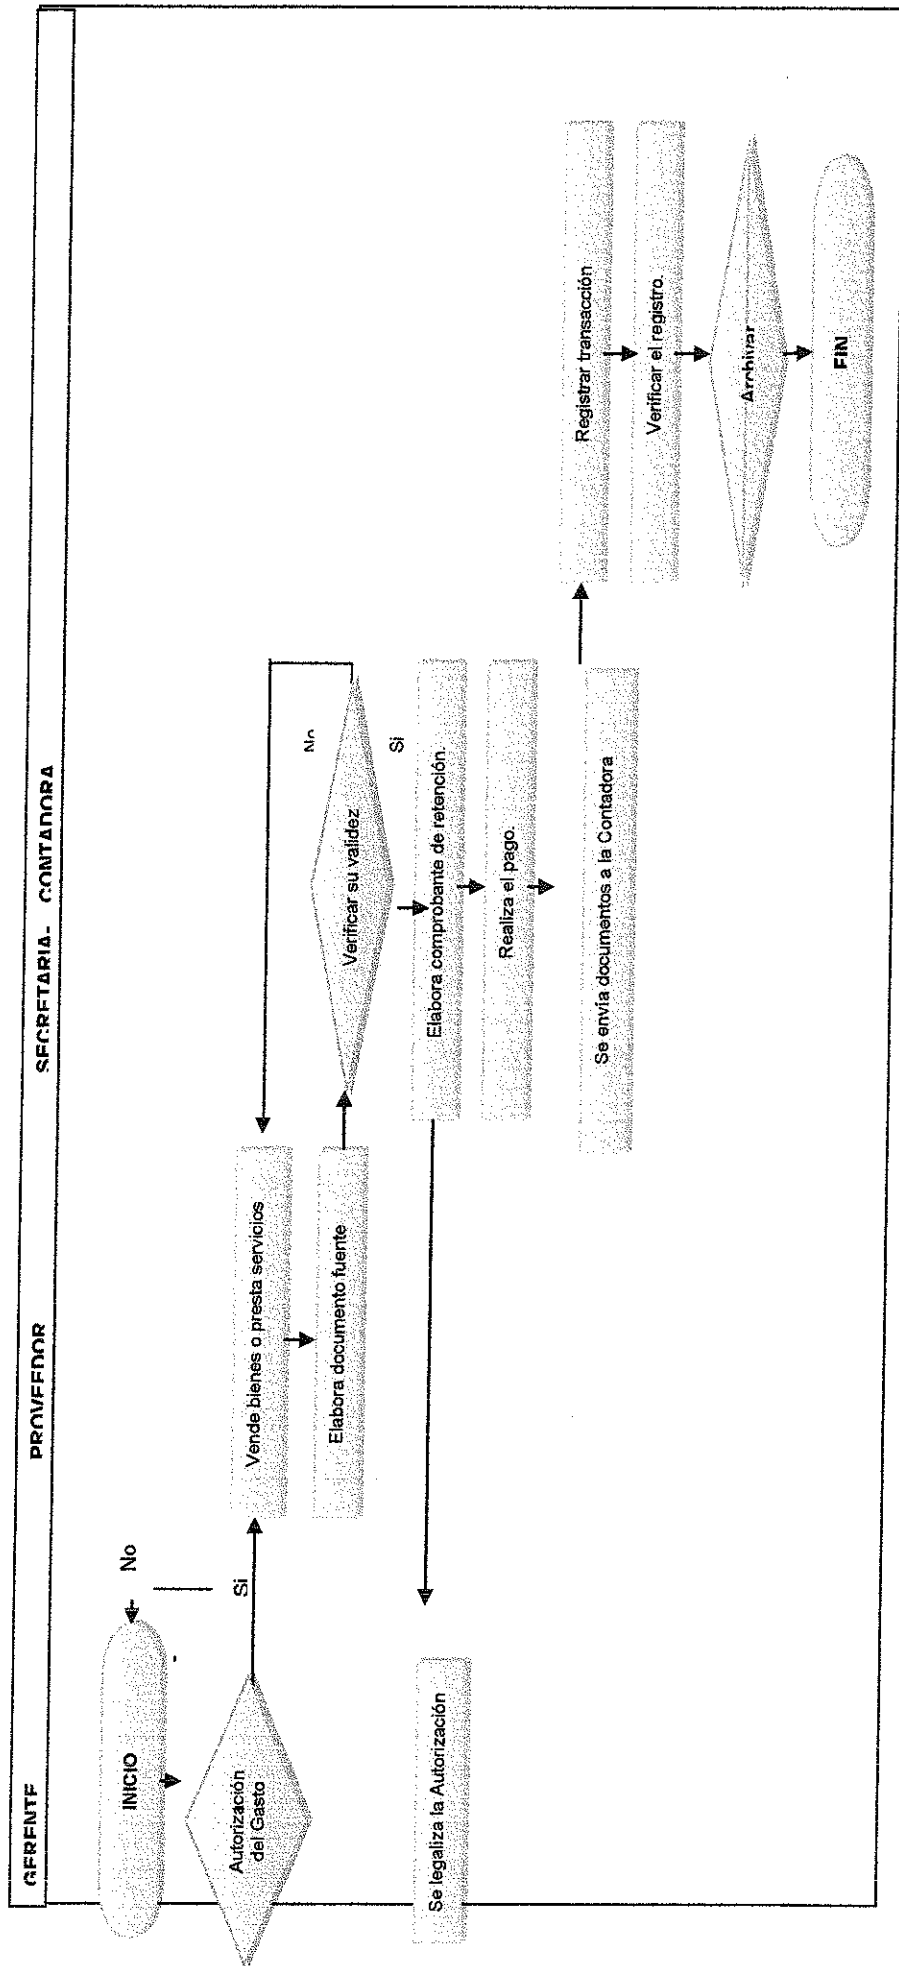 GERENTE PROVEEDOR SECRETARIA- CONTADORA
INICIO
No
Autorización
del Gasto
Si
Vende bienes o presta servicios
Elabora documento fuente
No
Verificar su validez
Si
Se legaliza la Autorización
Elabora comprobante de retención.
Realiza el pago.
Se envía documentos a la Contadora
Registrar transacción
Verificar el registro.
Archivar
FIN